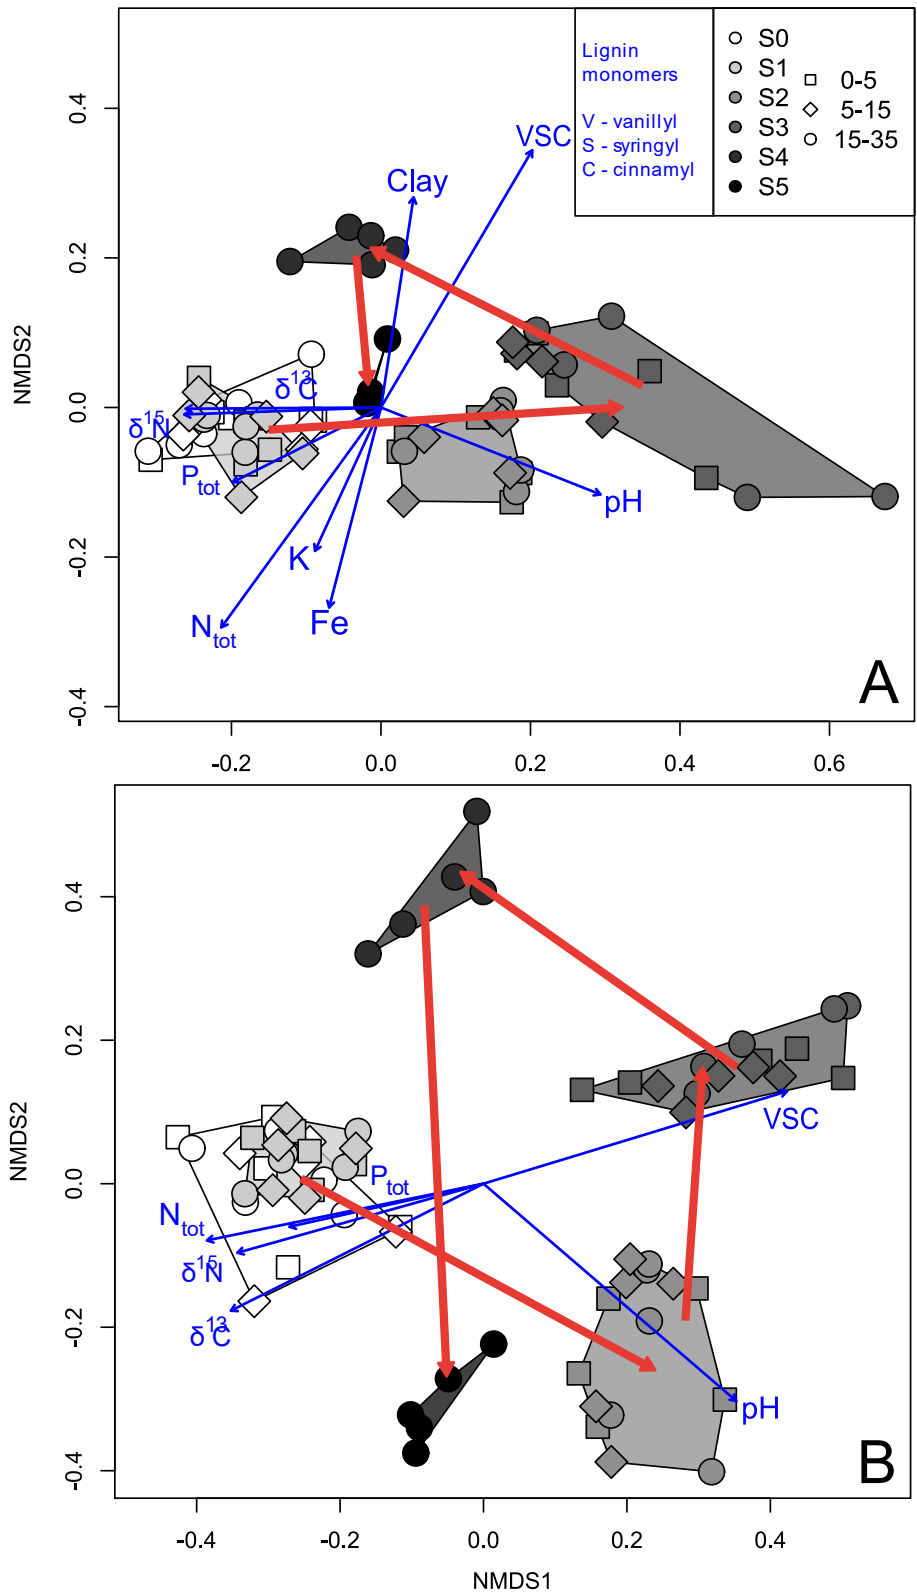 Lignin
monomers
V - vanillyl
S - syringyl
C - cinnamyl
S0
S1
S2
S3
S4
S5
0-5
5-15
15-35
NMDS2
0.4
0.2
0.0
-0.2
-0.4
VSC
Clay
δ13C
δ15N
Ptot
pH
K
Ntot
Fe
A
-0.2
0.0
0.2
0.4
0.6
NMDS2
0.4
0.2
0.0
-0.2
-0.4
VSC
Ptot
Ntot
δ15N
δ13C
pH
B
-0.4
-0.2
0.0
0.2
0.4
NMDS1